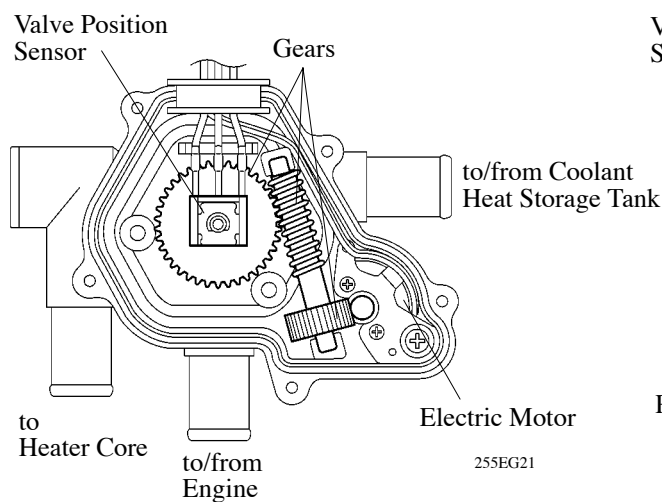 Valve Position
Sensor
Gears
V
S
to/from Coolant
Heat Storage Tank
Electric Motor
to
Heater Core
to/from
Engine
255EG21